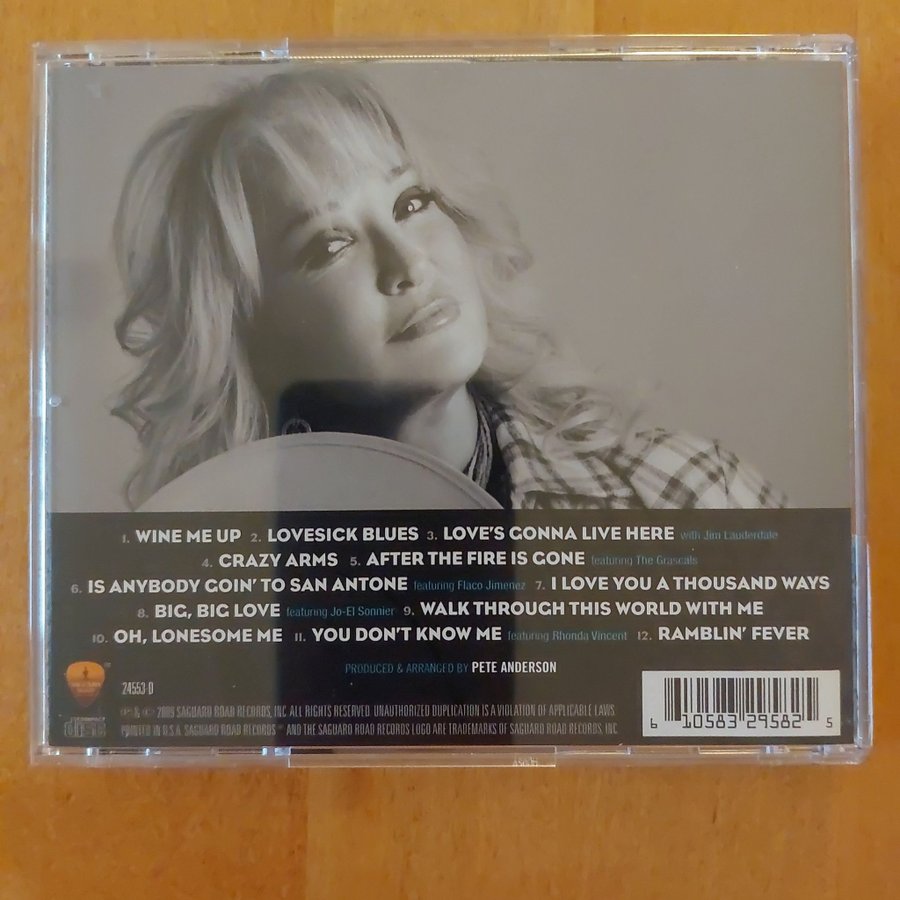 1. WINE ME UP 2. LOVESICK BLUES 3. LOVE'S GONNA LIVE HERE with Jim Lauderdale
4. CRAZY ARMS 5. AFTER THE FIRE IS GONE featuring The Grascals
6. IS ANYBODY GOIN' TO SAN ANTONE featuring Flaco Jimenez 7. I LOVE YOU A THOUSAND WAYS
8. BIG, BIG LOVE featuring Jo-El Sonnier 9. WALK THROUGH THIS WORLD WITH ME
10. OH, LONESOME ME 11. YOU DON'T KNOW ME featuring Rhonda Vincent 12. RAMBLIN' FEVER
PRODUCED & ARRANGED BY PETE ANDERSON
24553-D
℗ & © 2009 SAGUARO ROAD RECORDS, INC. ALL RIGHTS RESERVED. UNAUTHORIZED DUPLICATION IS A VIOLATION OF APPLICABLE LAWS.
PRINTED IN U.S.A. SAGUARO ROAD RECORDS™ AND THE SAGUARO ROAD RECORDS LOGO ARE TRADEMARKS OF SAGUARO ROAD RECORDS, INC.
6 10583 29582 5